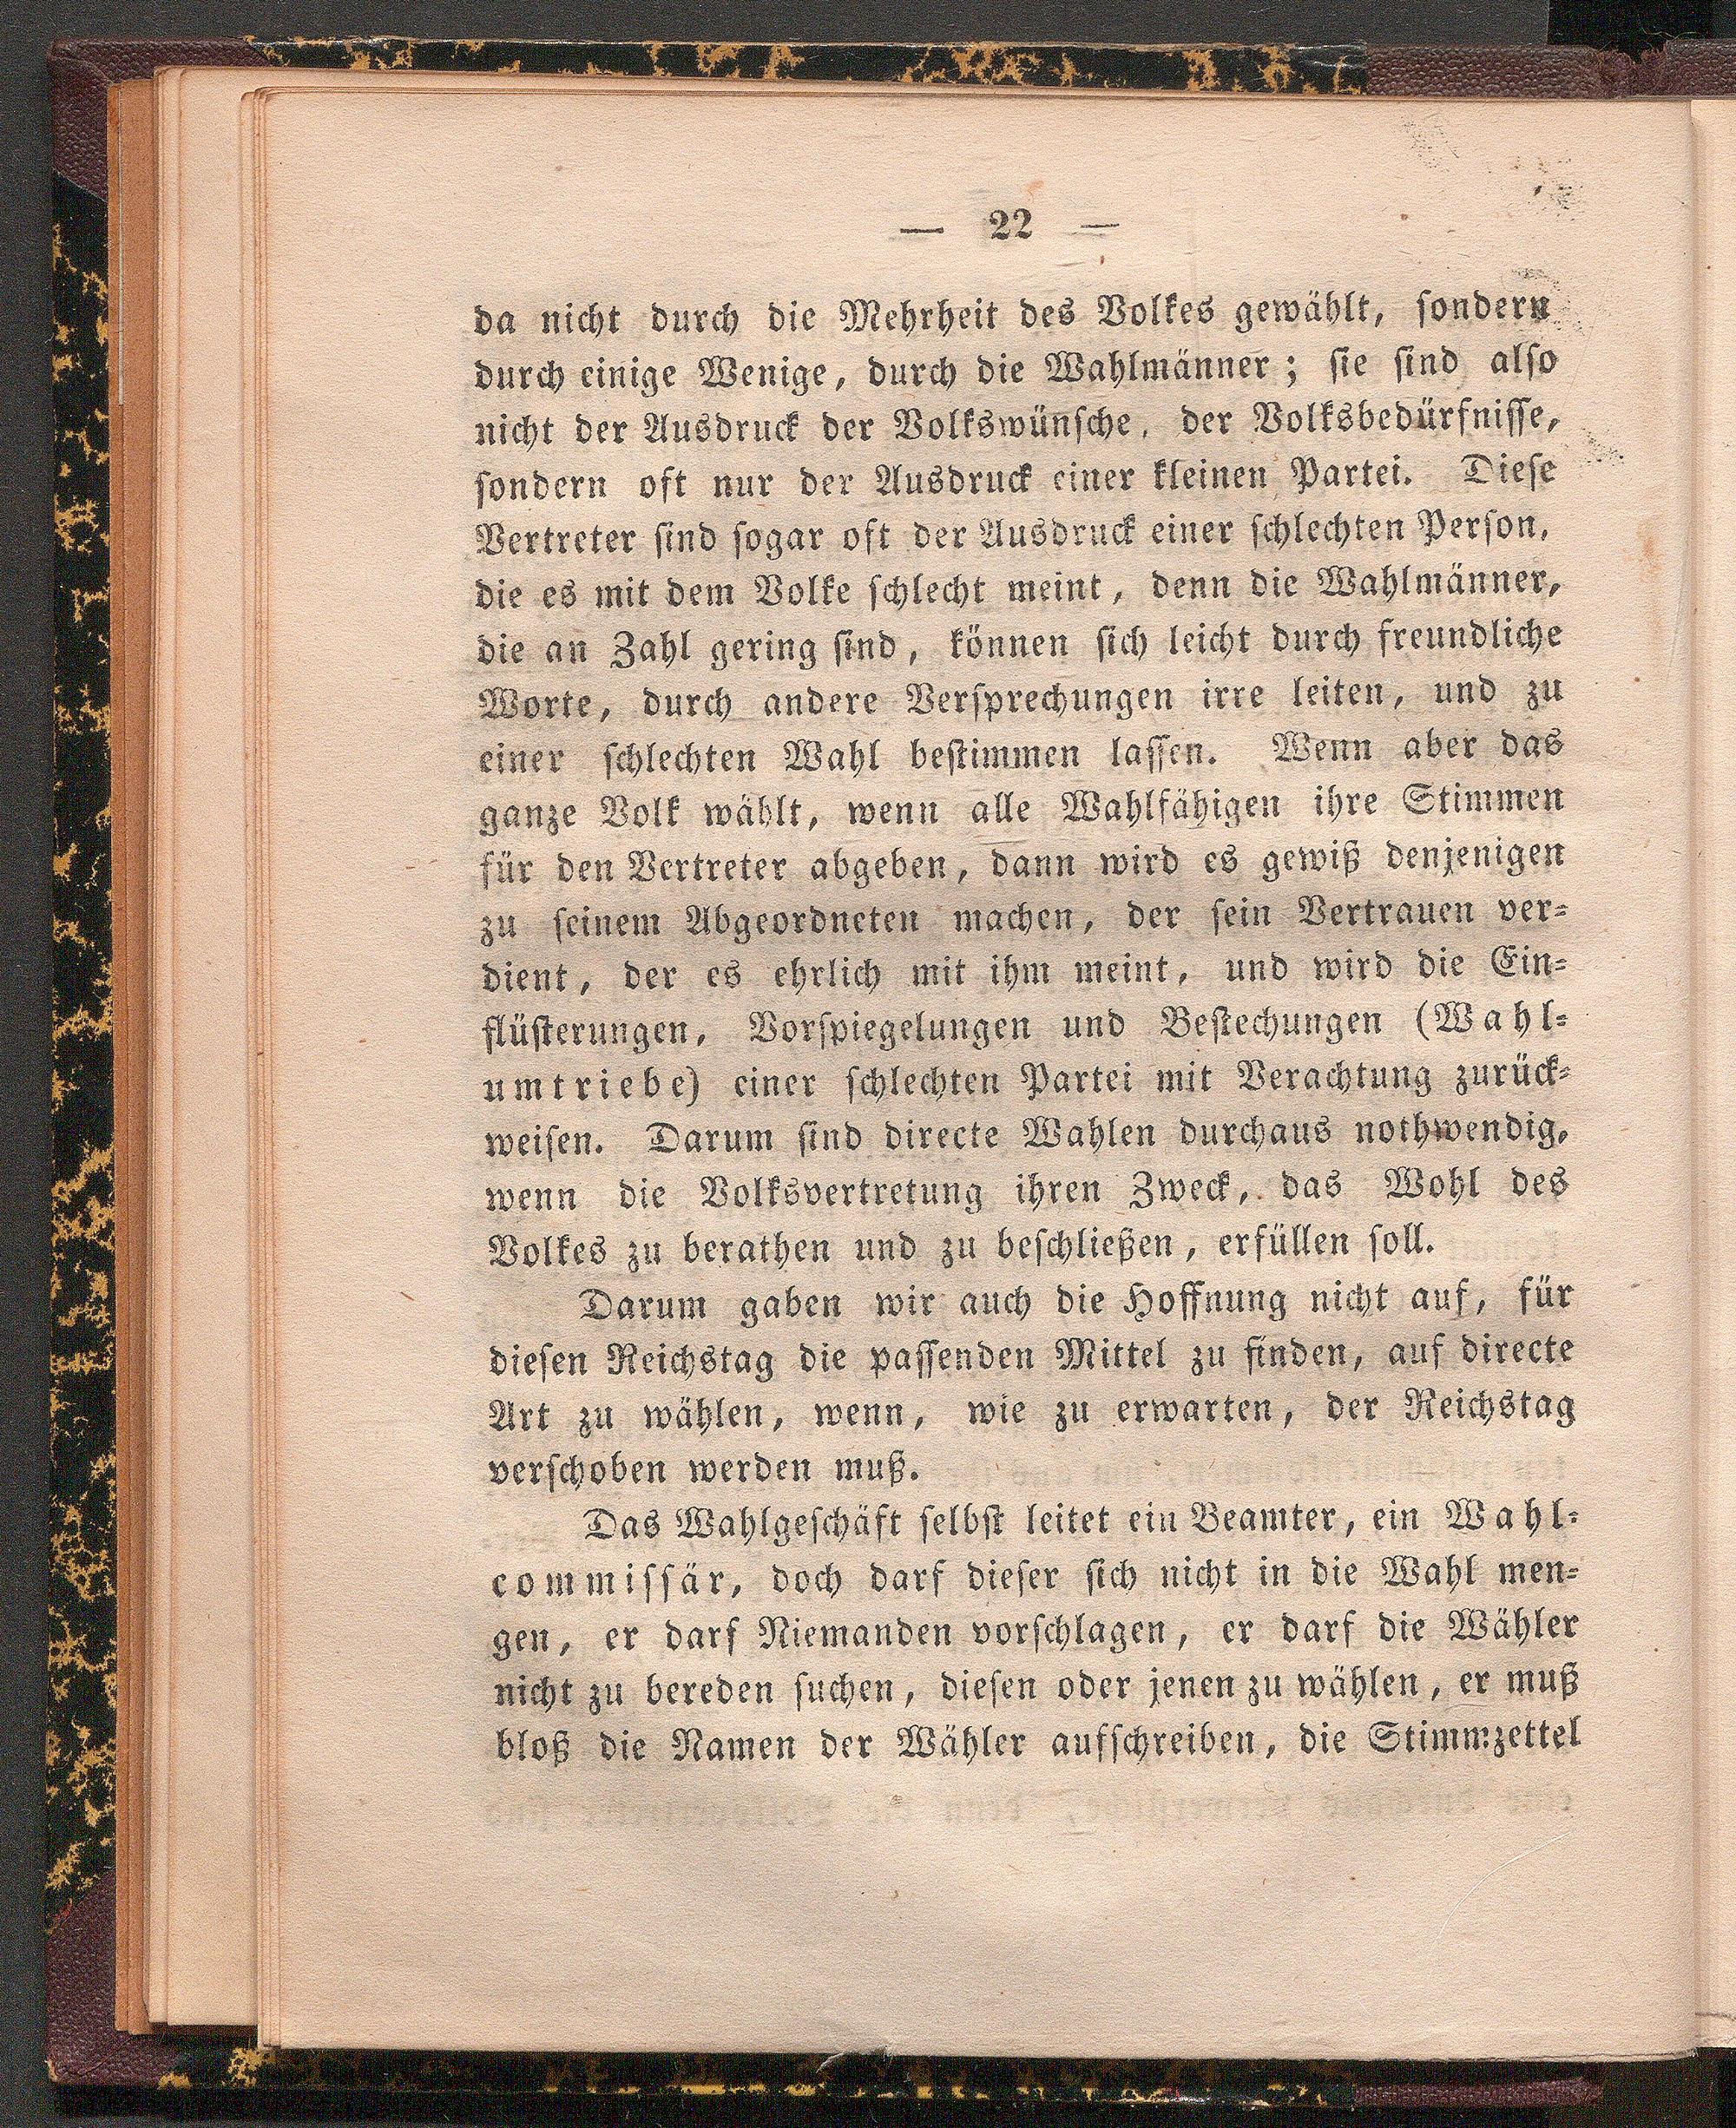 — 22 —
da nicht durch die Mehrheit des Volkes gewählt, sondern
durch einige Wenige, durch die Wahlmänner; sie sind also
nicht der Ausdruck der Volkswünsche, der Volksbedürfnisse,
sondern oft nur der Ausdruck einer kleinen Partei. Diese
Vertreter sind sogar oft der Ausdruck einer schlechten Person,
die es mit dem Volke schlecht meint, denn die Wahlmänner,
die an Zahl gering sind, können sich leicht durch freundliche
Worte, durch andere Versprechungen irre leiten, und zu
einer schlechten Wahl bestimmen lassen. Wenn aber das
ganze Volk wählt, wenn alle Wahlfähigen ihre Stimmen
für den Vertreter abgeben, dann wird es gewiß denjenigen
zu seinem Abgeordneten machen, der sein Vertrauen ver-
dient, der es ehrlich mit ihm meint, und wird die Ein-
flüsterungen, Vorspiegelungen und Bestechungen (Wahl-
umtriebe) einer schlechten Partei mit Verachtung zurück-
weisen. Darum sind directe Wahlen durchaus nothwendig,
wenn die Volksvertretung ihren Zweck, das Wohl des
Volkes zu berathen und zu beschließen, erfüllen soll.
Darum gaben wir auch die Hoffnung nicht auf, für
diesen Reichstag die passenden Mittel zu finden, auf directe
Art zu wählen, wenn, wie zu erwarten, der Reichstag
verschoben werden muß.
Das Wahlgeschäft selbst leitet ein Beamter, ein Wahl-
commissär, doch darf dieser sich nicht in die Wahl men-
gen, er darf Niemanden vorschlagen, er darf die Wähler
nicht zu bereden suchen, diesen oder jenen zu wählen, er muß
bloß die Namen der Wähler aufschreiben, die Stimmzettel